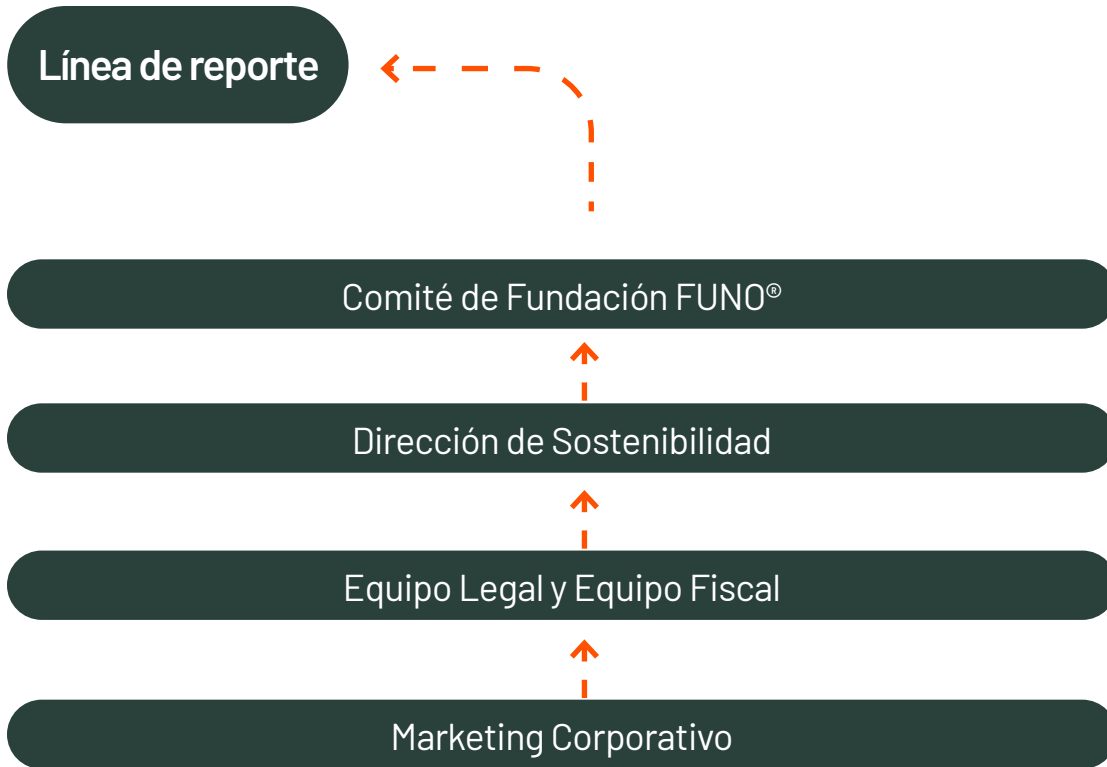 Línea de reporte
Comité de Fundación FUNO®
Dirección de Sostenibilidad
Equipo Legal y Equipo Fiscal
Marketing Corporativo